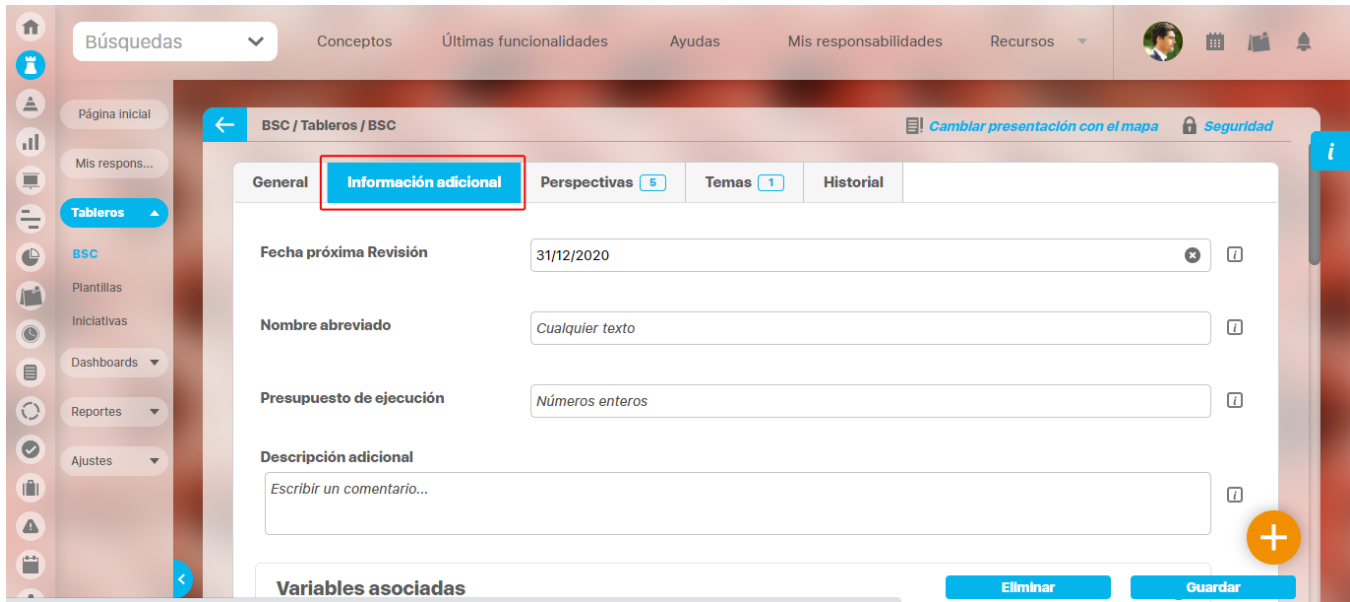 Búsquedas
Conceptos
Últimas funcionalidades
Ayudas
Mis responsabilidades
Recursos
Página inicial
Mis respons...
Tableros
BSC
Plantillas
Iniciativas
Dashboards
Reportes
Ajustes
BSC / Tableros / BSC
Cambiar presentación con el mapa
Seguridad
i
General
Información adicional
Perspectivas 5
Temas 1
Historial
Fecha próxima Revisión
31/12/2020
i
Nombre abreviado
Cualquier texto
i
Presupuesto de ejecución
Números enteros
i
Descripción adicional
Escribir un comentario...
i
Variables asociadas
Eliminar
Guardar